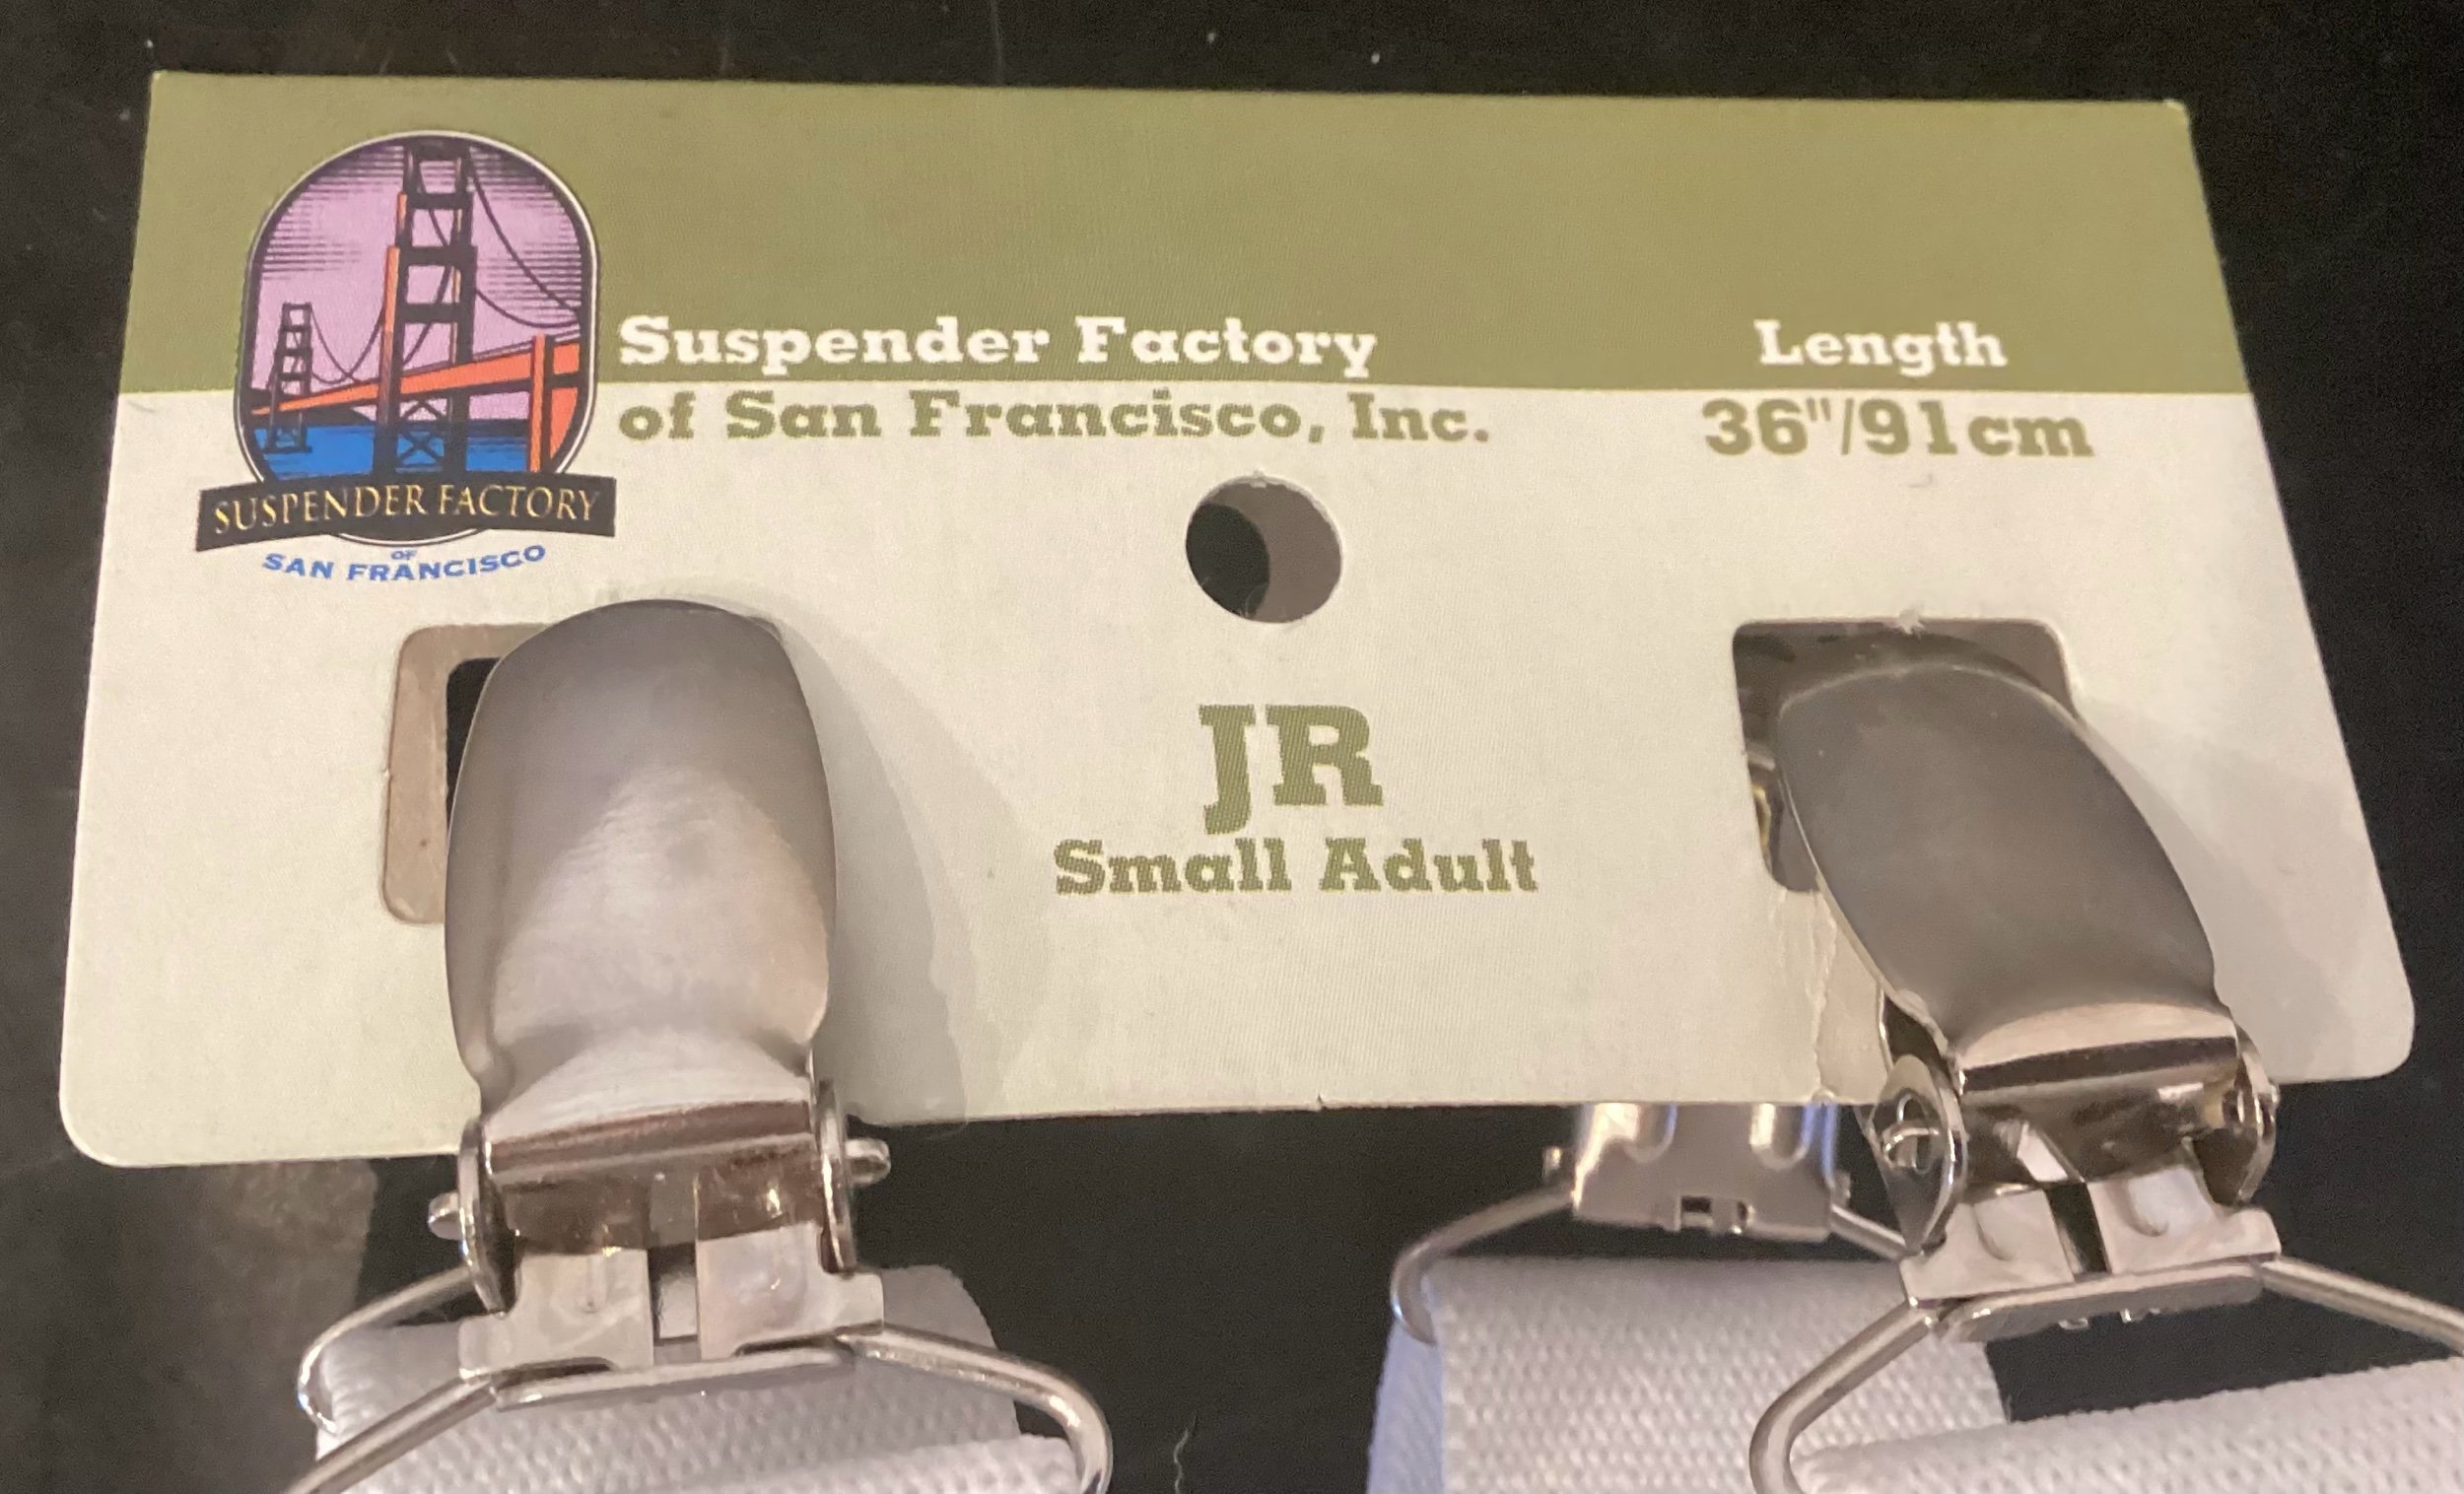 Suspender Factory
of San Francisco, Inc.
Length
36"/91cm
SUSPENDER FACTORY
OF
SAN FRANCISCO
JR
Small Adult